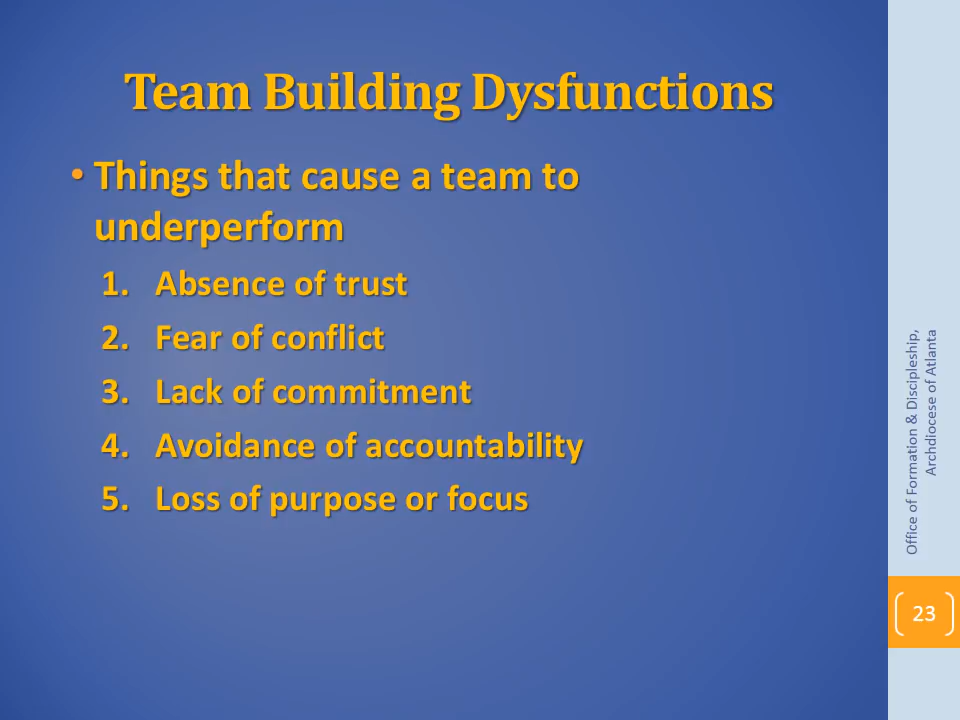 Team Building Dysfunctions
• Things that cause a team to
underperform
1. Absence of trust
2. Fear of conflict
3. Lack of commitment
4. Avoidance of accountability
5. Loss of purpose or focus
Office of Formation & Discipleship,
Archdiocese of Atlanta
23